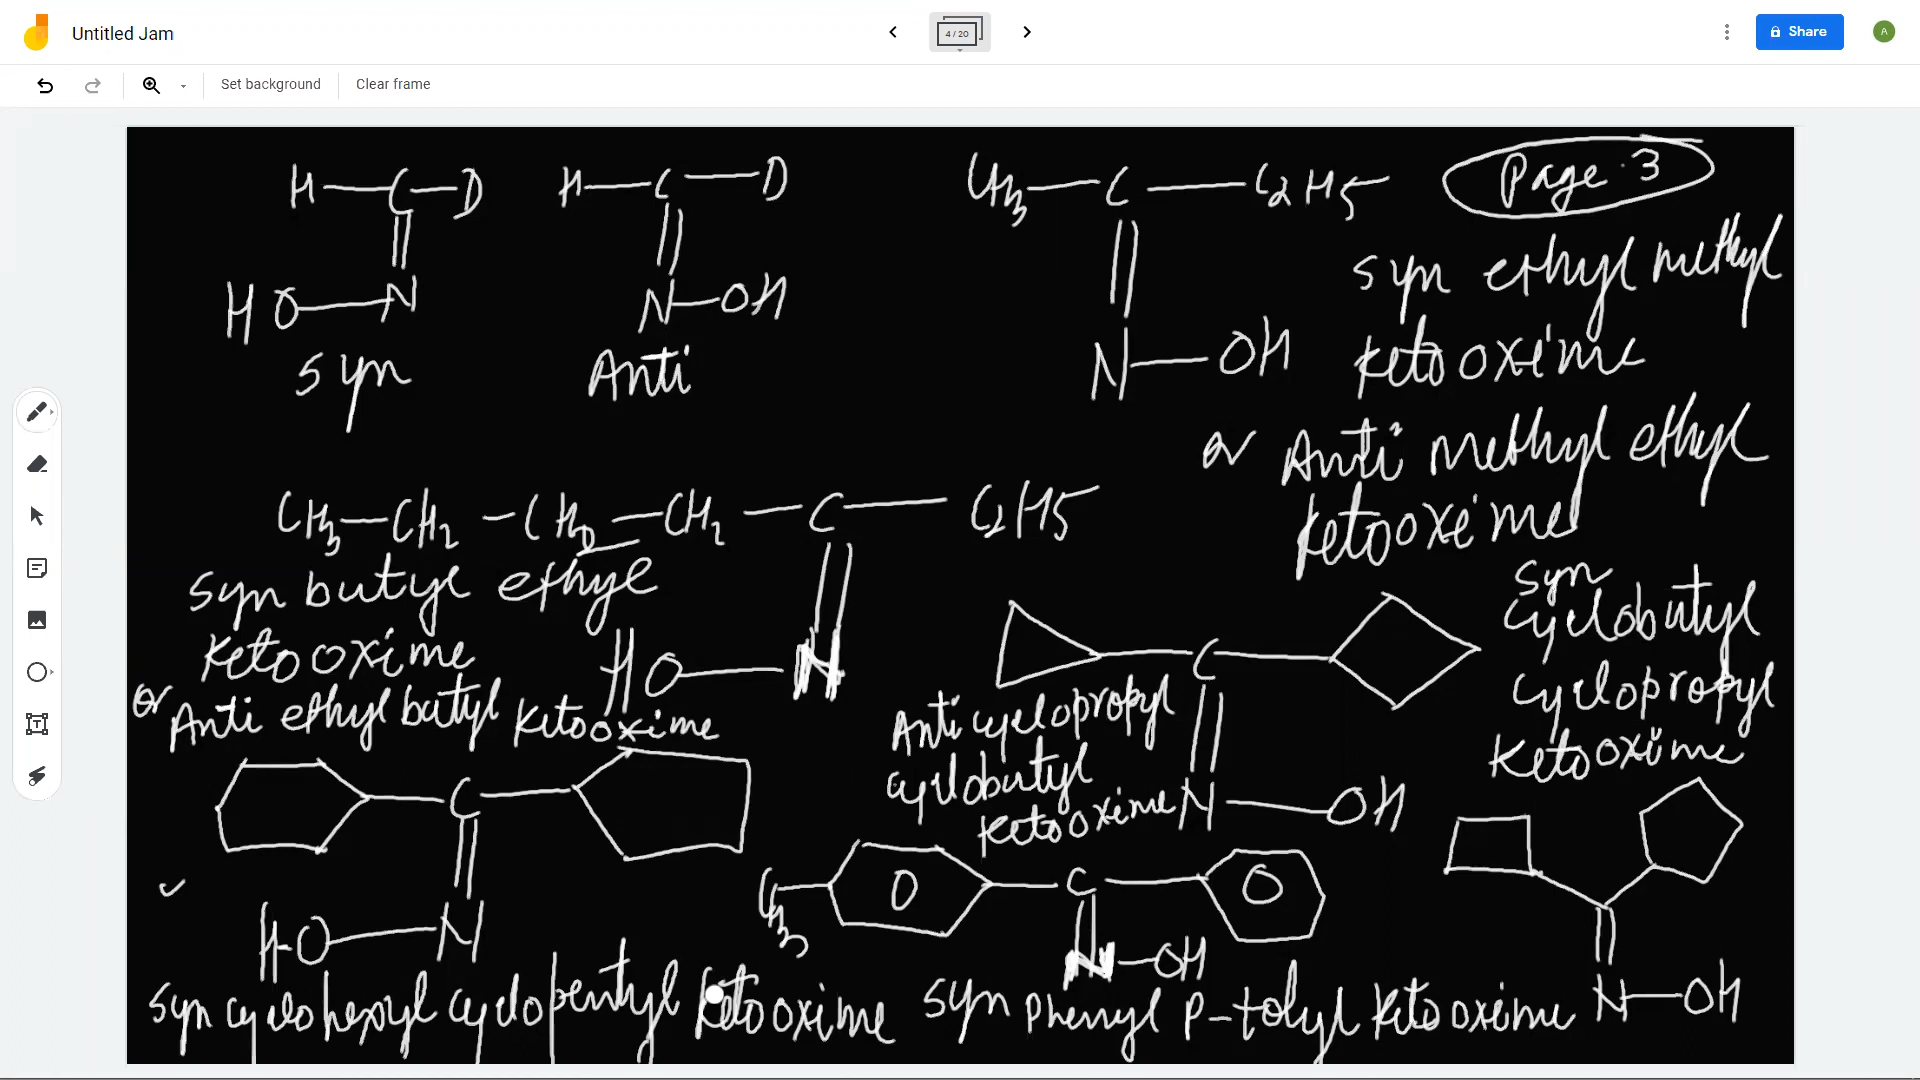 Untitled Jam
4 / 20
Share
A
Set background
Clear frame
Page 3
H—C—D
H—C—D
CH3—C—C2H5
HO—N
N—OH
N—OH
Syn
Anti
Syn ethyl methyl
ketooxime
or Anti Methyl ethyl
ketooxime
CH3—CH2—CH2—CH2—C—C2H5
Syn butyl ethyl
ketooxime
HO—N
or Anti ethyl butyl ketooxime
C
Syn
cyclobutyl
cyclopropyl
ketooxime
Anti cyclopropyl
cyclobutyl
ketooxime
N—OH
C
HO—N
Syn cyclohexyl cyclopentyl ketooxime
CH3
C
N—OH
Syn phenyl p-tolyl ketooxime
N—OH